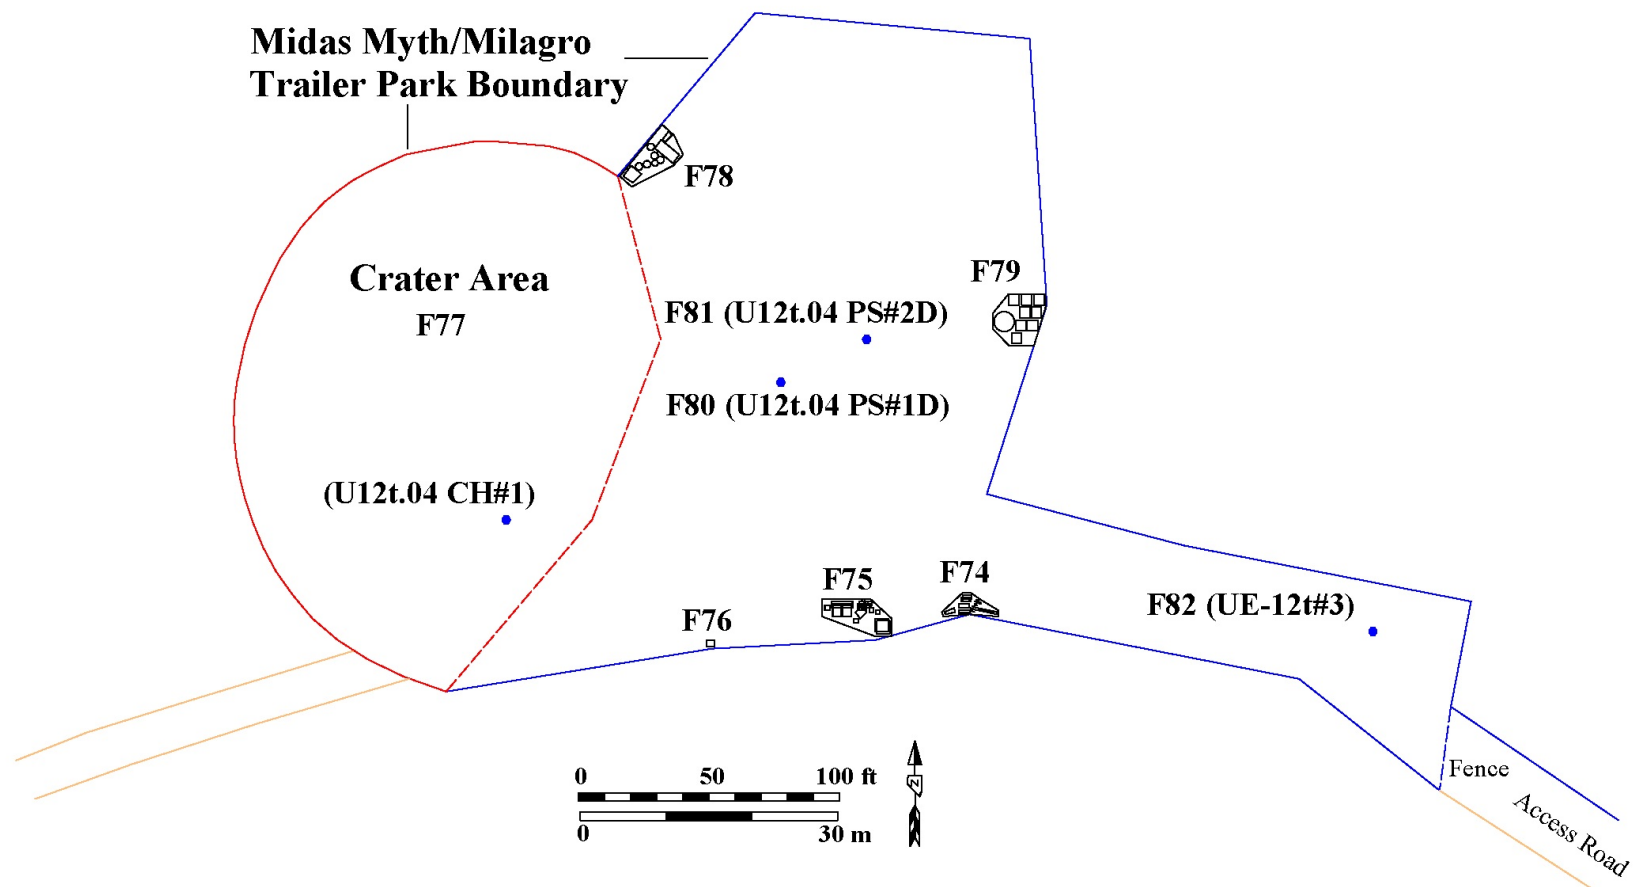 Midas Myth/Milagro
Trailer Park Boundary
F78
Crater Area
F77
F79
F81 (U12t.04 PS#2D)
F80 (U12t.04 PS#1D)
(U12t.04 CH#1)
F75
F74
F76
F82 (UE-12t#3)
Fence
Access Road
0 50 100 ft
0 30 m
N